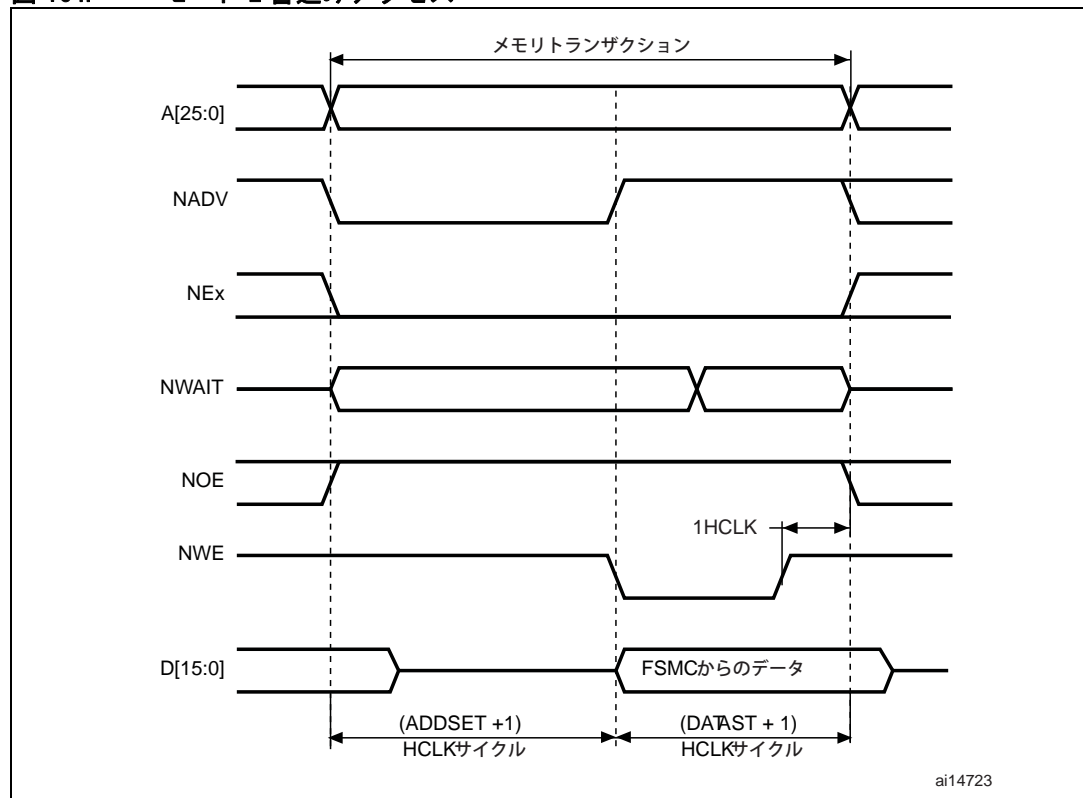 メモリトランザクション
A[25:0]
NADV
NEx
NWAIT
NOE
1HCLK
NWE
D[15:0]
FSMCからのデータ
(ADDSET +1)
HCLKサイクル
(DATAST + 1)
HCLKサイクル
ai14723